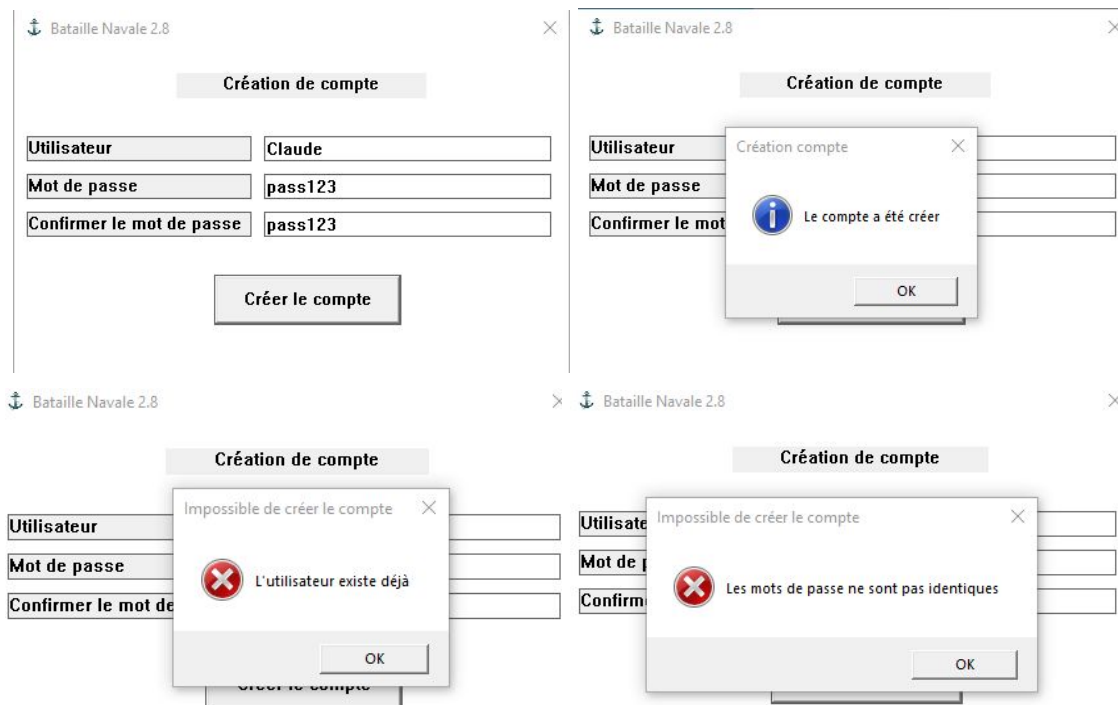 Bataille Navale 2.8
Création de compte
Utilisateur Claude
Mot de passe pass123
Confirmer le mot de passe pass123
Créer le compte
Bataille Navale 2.8
Création de compte
Utilisateur
Mot de passe
Confirmer le mot
Création compte
Le compte a été créer
OK
Bataille Navale 2.8
Création de compte
Utilisateur
Mot de passe
Confirmer le mot de
Impossible de créer le compte
L'utilisateur existe déjà
OK
Créer le compte
Bataille Navale 2.8
Création de compte
Utilisate
Mot de p
Confirm
Impossible de créer le compte
Les mots de passe ne sont pas identiques
OK